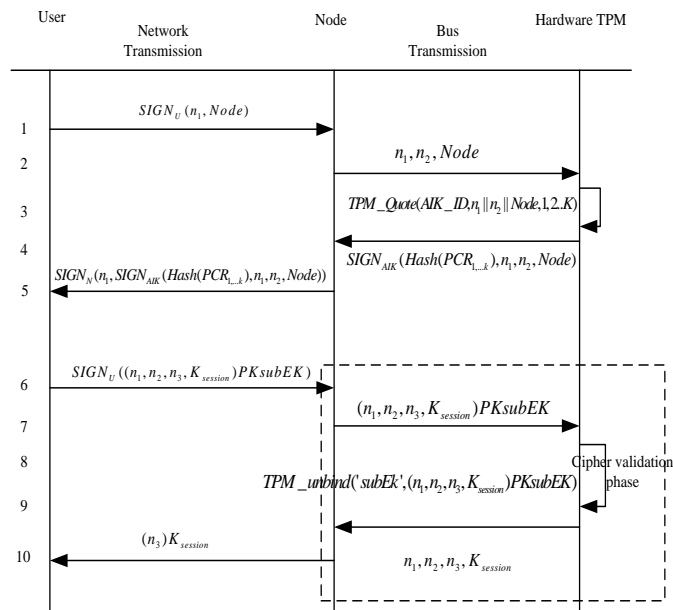 User
Node
Hardware TPM
Network
Transmission
Bus
Transmission
1
SIGN_U(n_1, Node)
2
n_1, n_2, Node
3
TPM_Quote(AIK_ID, n_1||n_2||Node,1,2..K)
4
SIGN_AIK(Hash(PCR_1,...k), n_1, n_2, Node)
SIGN_N(n_1, SIGN_AIK(Hash(PCR_1,...k), n_1, n_2, Node))
5
6
SIGN_U((n_1, n_2, n_3, K_session)PKsubEK)
7
(n_1, n_2, n_3, K_session)PKsubEK
8
Cipher validation
phase
TPM_unbind('subEk',(n_1, n_2, n_3, K_session)PKsubEK)
9
(n_3)K_session
10
n_1, n_2, n_3, K_session